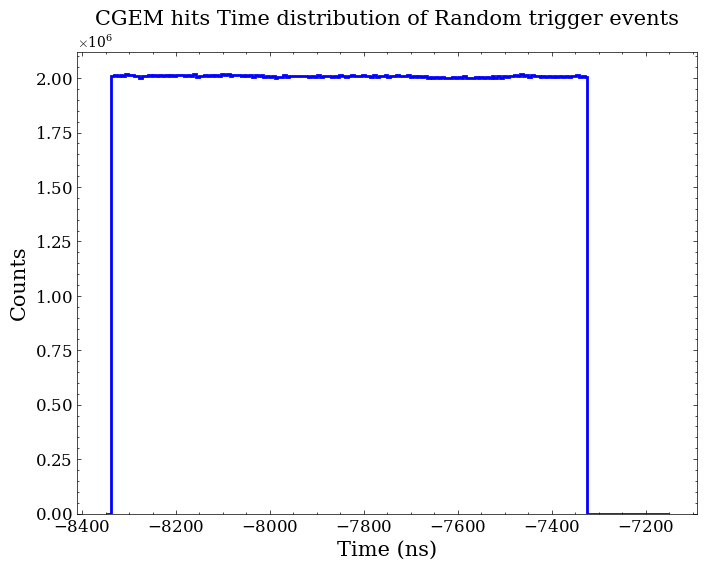 CGEM hits Time distribution of Random trigger events
×10⁶
2.00
1.75
1.50
1.25
1.00
0.75
0.50
0.25
0.00
Counts
−8400 −8200 −8000 −7800 −7600 −7400 −7200
Time (ns)